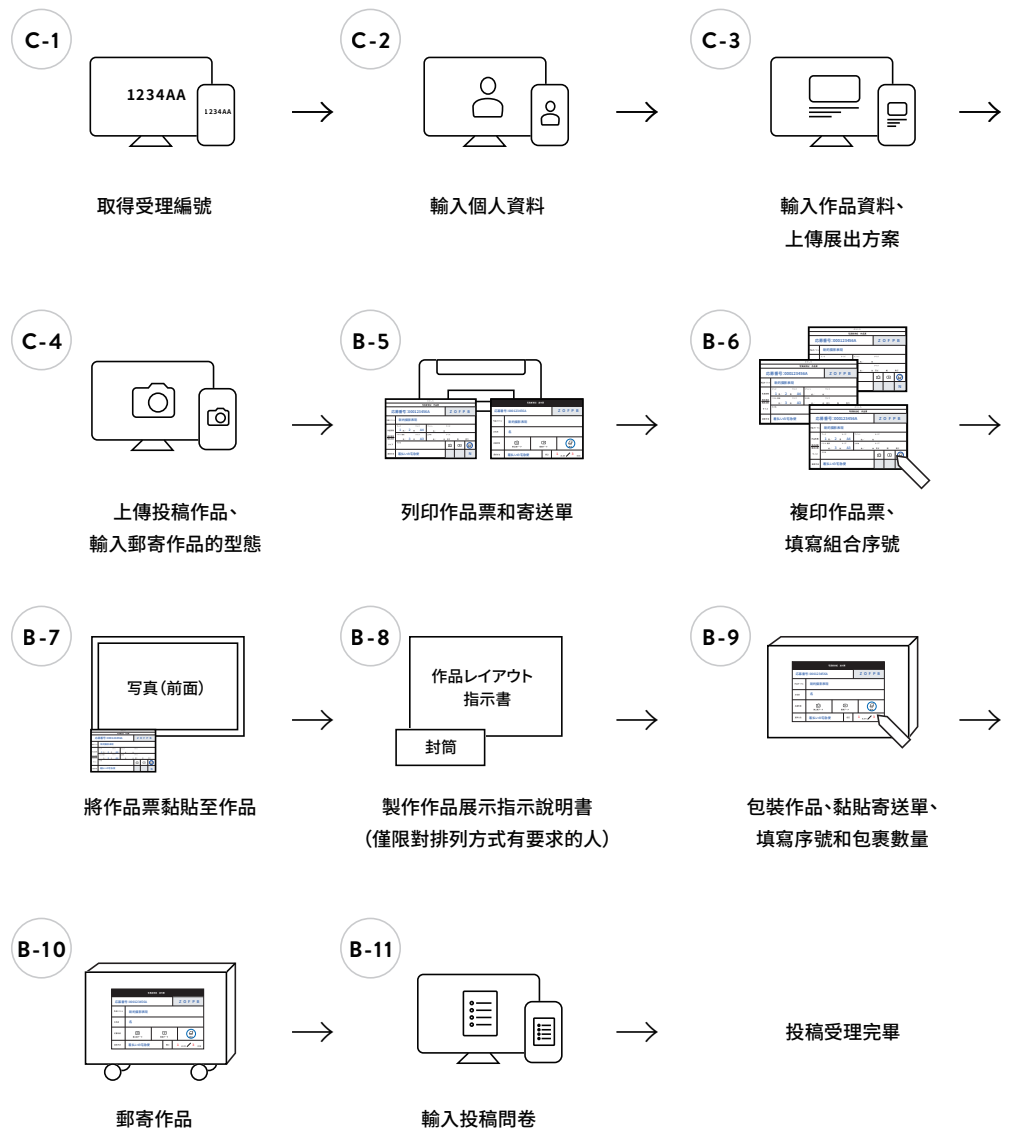 C-1
1234AA
1234AA
取得受理編號
C-2
輸入個人資料
C-3
輸入作品資料、
上傳展出方案
C-4
上傳投稿作品、
輸入郵寄作品的型態
B-5
列印作品票和寄送單
B-6
複印作品票、
填寫組合序號
B-7
写真（前面）
將作品票黏貼至作品
B-8
作品レイアウト
指示書
封筒
製作作品展示指示說明書
（僅限對排列方式有要求的人）
B-9
包裝作品、黏貼寄送單、
填寫序號和包裹數量
B-10
郵寄作品
B-11
輸入投稿問卷
投稿受理完畢